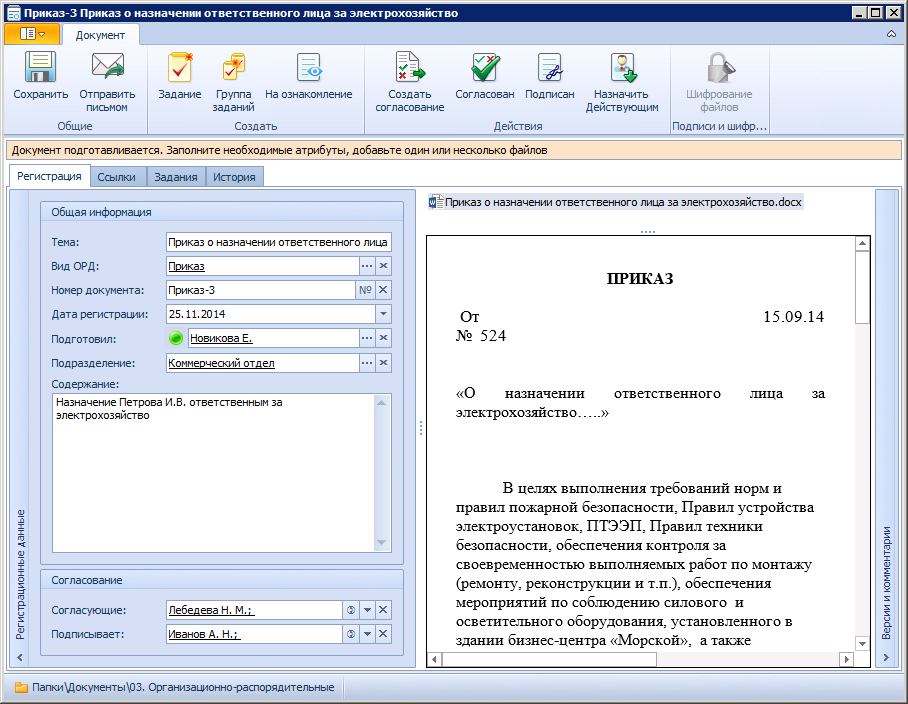 Приказ-3 Приказ о назначении ответственного лица за электрохозяйство
Документ
Сохранить
Отправить
письмом
Общие
Задание
Группа
заданий
На ознакомление
Создать
Создать
согласование
Согласован
Подписан
Назначить
Действующим
Действия
Шифрование
файлов
Подписи и шифр...
Документ подготавливается. Заполните необходимые атрибуты, добавьте один или несколько файлов
Регистрация
Ссылки
Задания
История
Регистрационные данные
Общая информация
Тема:
Приказ о назначении ответственного лица
Вид ОРД:
Приказ
Номер документа:
Приказ-3
№
Дата регистрации:
25.11.2014
Подготовил:
Новикова Е.
Подразделение:
Коммерческий отдел
Содержание:
Назначение Петрова И.В. ответственным за
электрохозяйство
Согласование
Согласующие:
Лебедева Н. М.;
Подписывает:
Иванов А. Н.;
Приказ о назначении ответственного лица за электрохозяйство.docx
ПРИКАЗ
От 15.09.14
№ 524
«О назначении ответственного лица за
электрохозяйство…..»
В целях выполнения требований норм и
правил пожарной безопасности, Правил устройства
электроустановок, ПТЭЭП, Правил техники
безопасности, обеспечения контроля за
своевременностью выполняемых работ по монтажу
(ремонту, реконструкции и т.п.), обеспечения
мероприятий по соблюдению силового и
осветительного оборудования, установленного в
здании бизнес-центра «Морской», а также
Версии и комментарии
Папки\Документы\03. Организационно-распорядительные